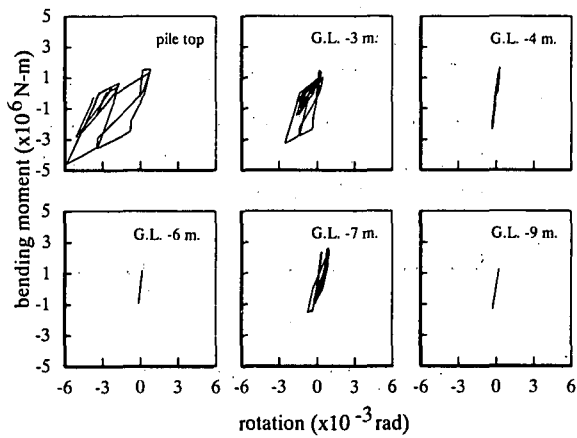 5
3
1
-1
-3
-5
pile top
G.L. -3 m.
G.L. -4 m.
bending moment (x10 6 N-m)
5
3
1
-1
-3
-5
G.L. -6 m.
G.L. -7 m.
G.L. -9 m.
-6 -3 0 3 6
-6 -3 0 3 6
-6 -3 0 3 6
rotation (x10 -3 rad)